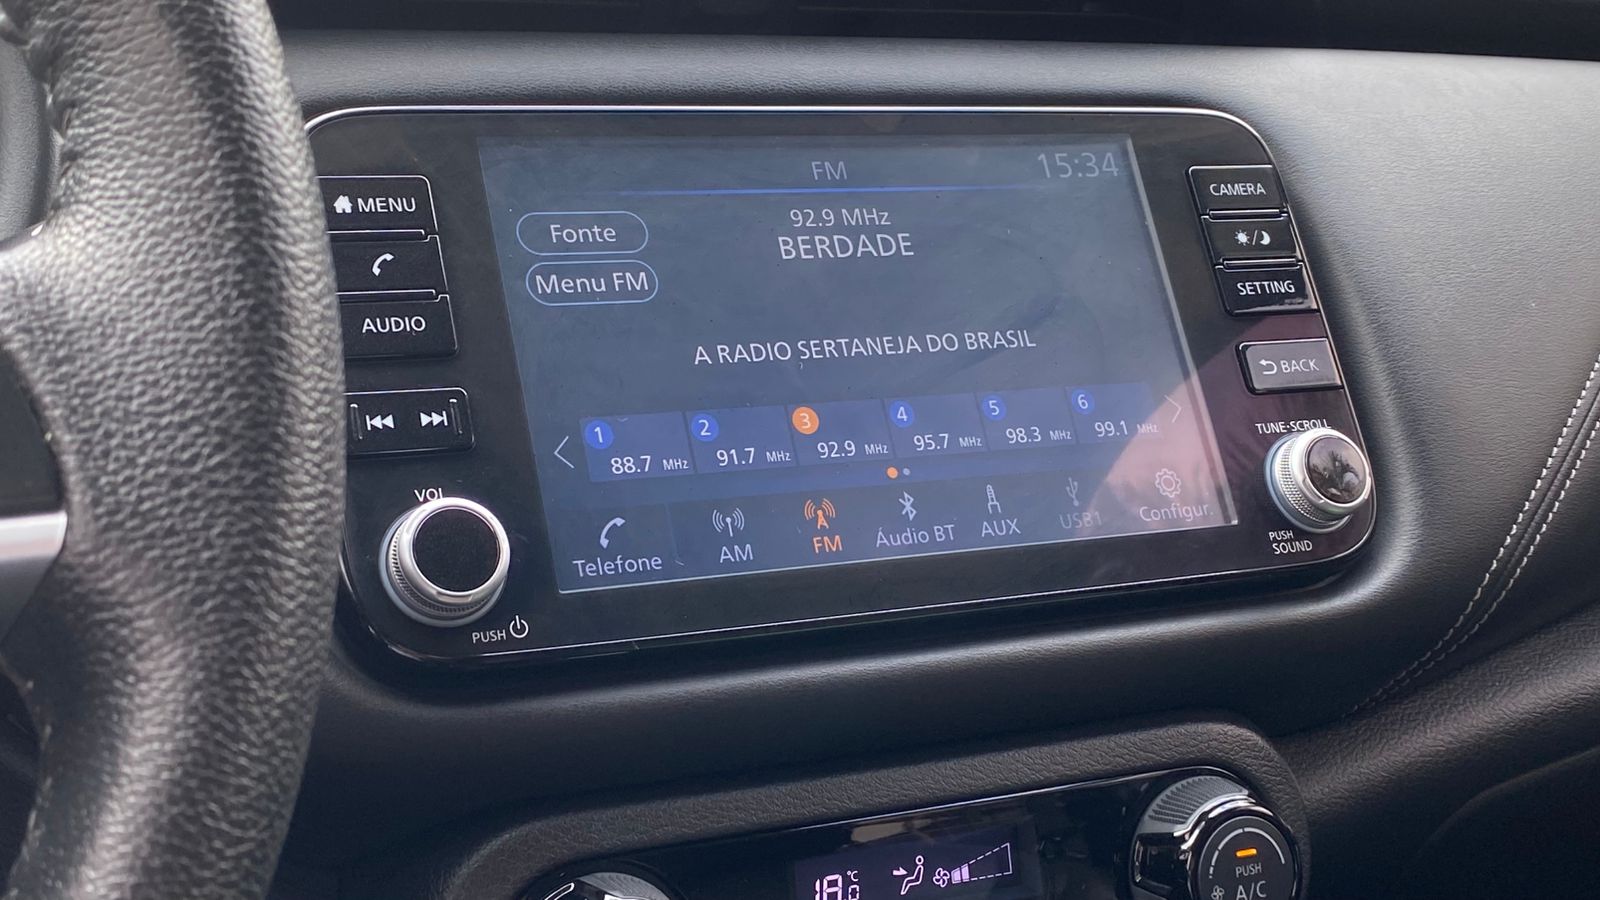 FM
15:34
92.9 MHz
BERDADE
Fonte
Menu FM
A RADIO SERTANEJA DO BRASIL
1 88.7 MHz
2 91.7 MHz
3 92.9 MHz
4 95.7 MHz
5 98.3 MHz
6 99.1 MHz
Telefone
AM
FM
Áudio BT
AUX
USB1
Configur.
MENU
AUDIO
VOL
PUSH
CAMERA
SETTING
BACK
TUNE·SCROLL
PUSH
SOUND
18.0 °C
PUSH
A/C